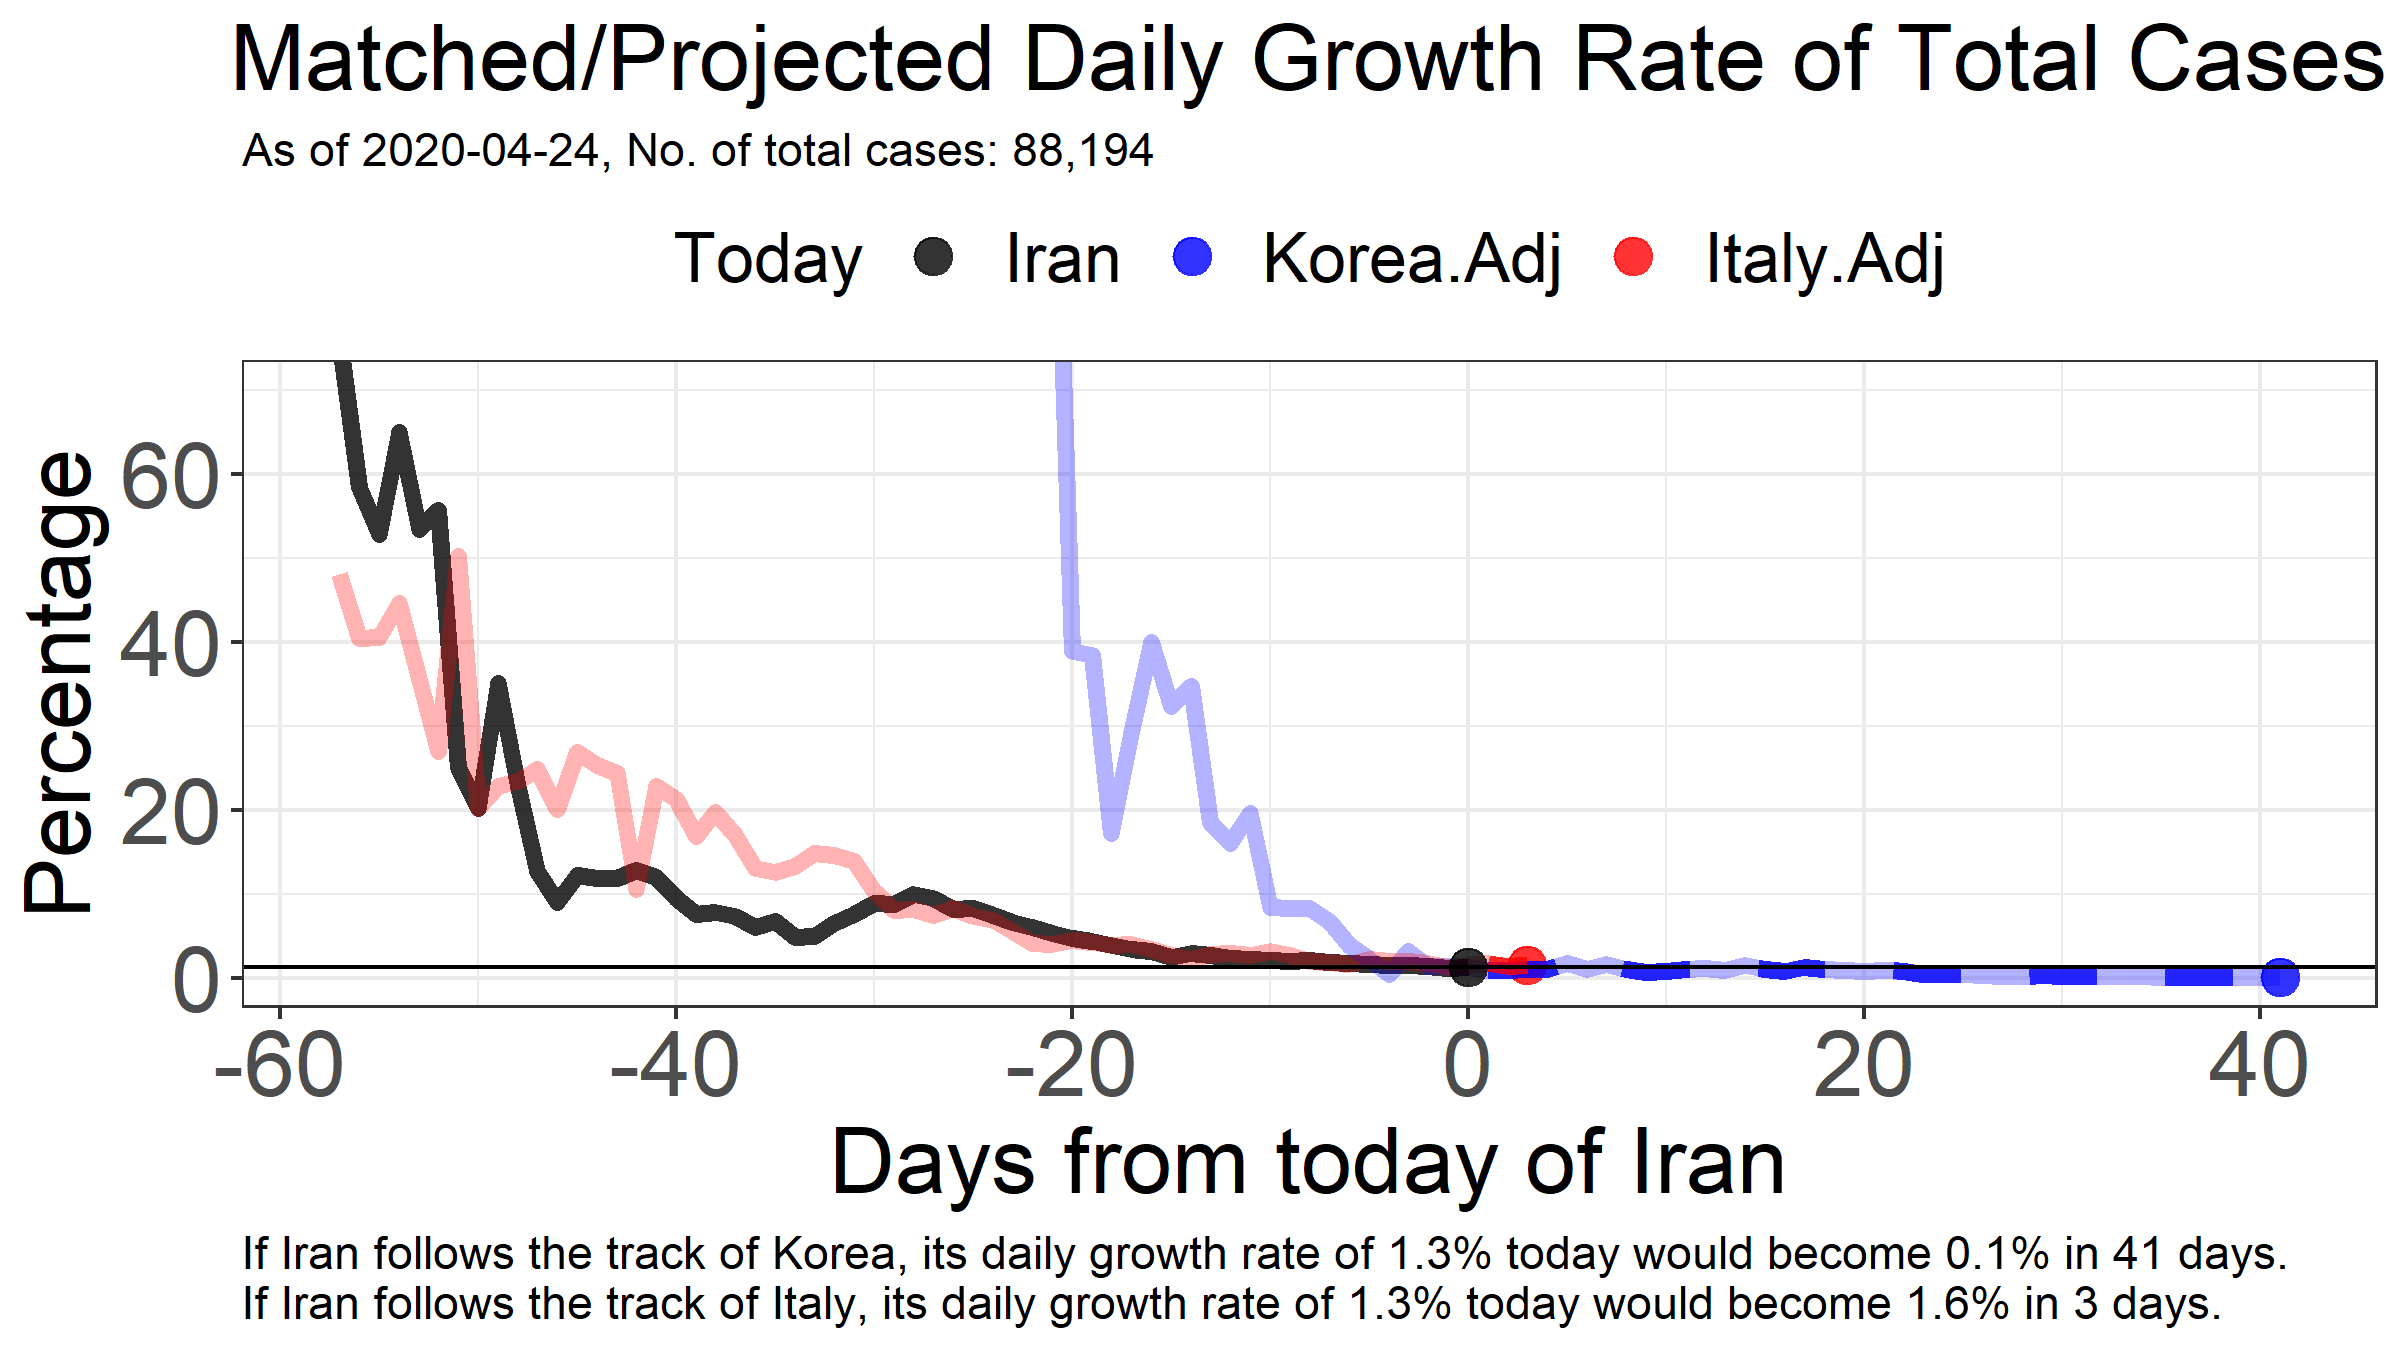 Matched/Projected Daily Growth Rate of Total Cases
As of 2020-04-24, No. of total cases: 88,194
Today Iran Korea.Adj Italy.Adj
Percentage
60
40
20
0
-60 -40 -20 0 20 40
Days from today of Iran
If Iran follows the track of Korea, its daily growth rate of 1.3% today would become 0.1% in 41 days.
If Iran follows the track of Italy, its daily growth rate of 1.3% today would become 1.6% in 3 days.